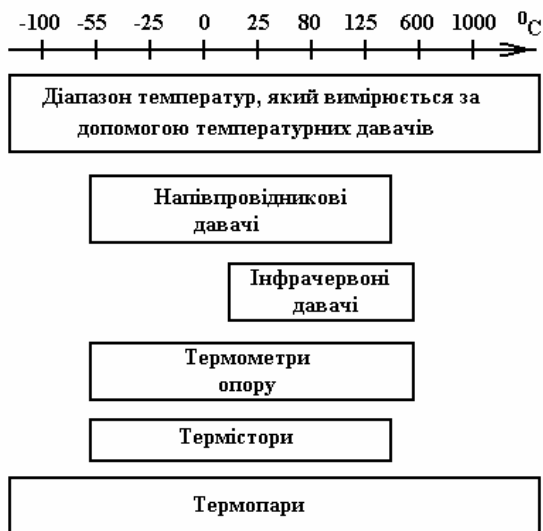 -100 -55 -25 0 25 80 125 600 1000 ⁰C
Діапазон температур, який вимірюється за
допомогою температурних давачів
Напівпровідникові
давачі
Інфрачервоні
давачі
Термометри
опору
Термістори
Термопари